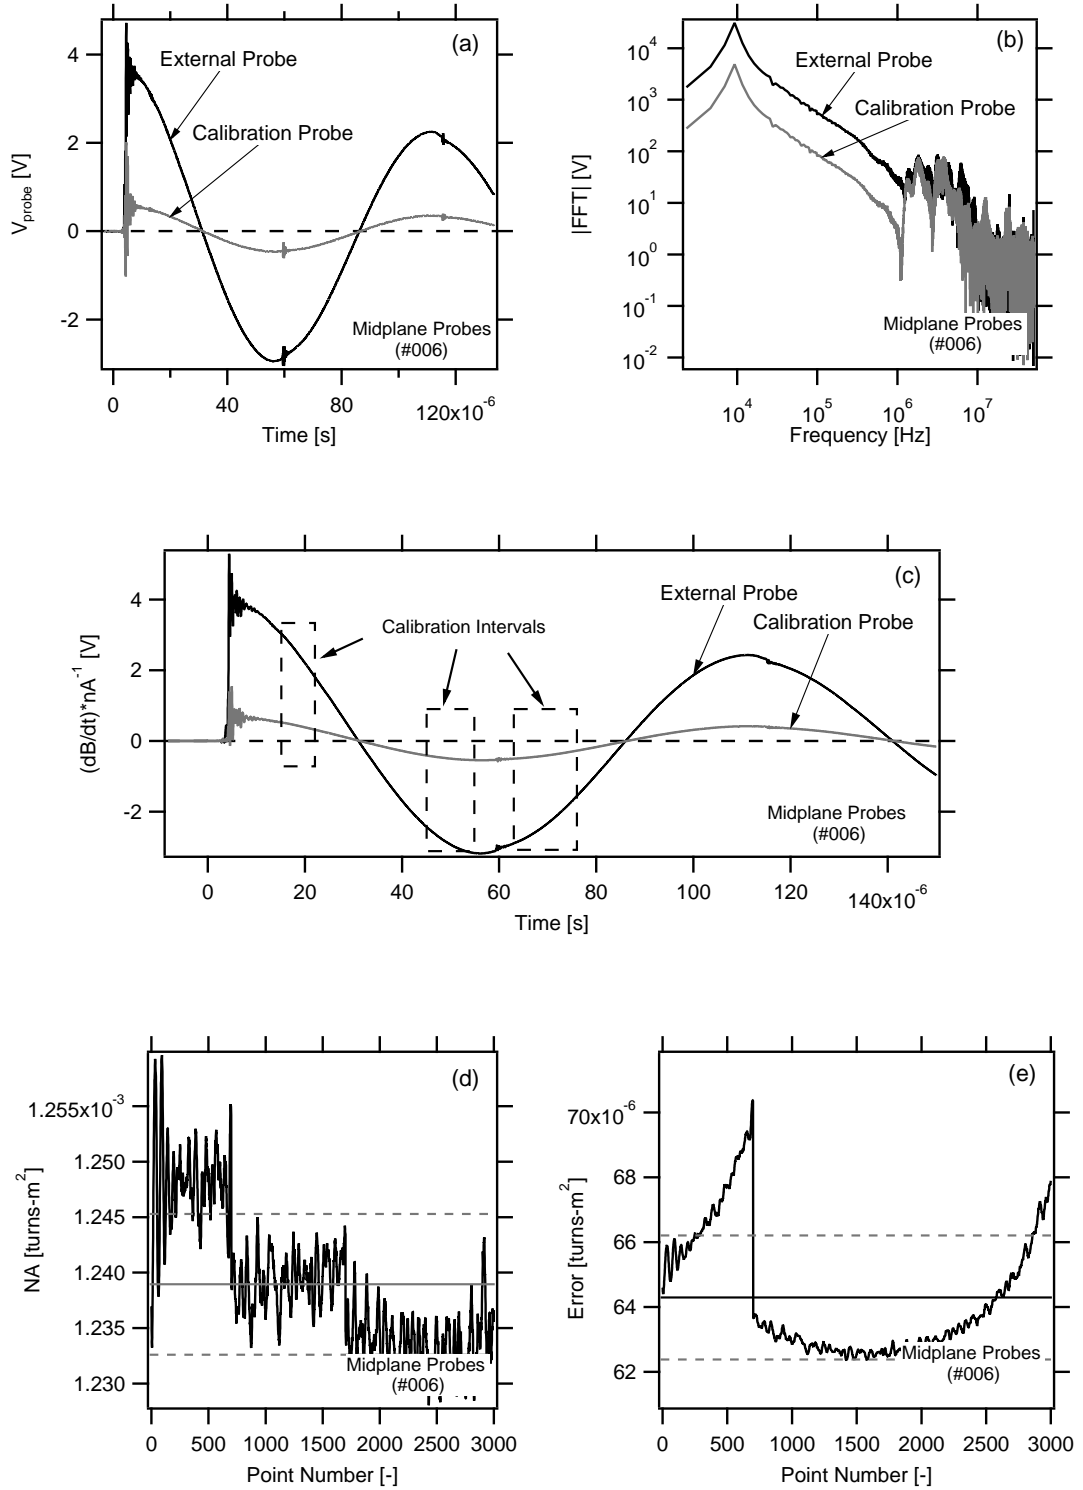 (a)
External Probe
Calibration Probe
4
2
0
-2
V_probe [V]
Midplane Probes
(#006)
0
40
80
120x10^-6
Time [s]
(b)
External Probe
Calibration Probe
10^4
10^3
10^2
10^1
10^0
10^-1
10^-2
|FFT| [V]
Midplane Probes
(#006)
10^4
10^5
10^6
10^7
Frequency [Hz]
(c)
External Probe
Calibration Intervals
Calibration Probe
4
2
0
-2
(dB/dt)*nA^-1 [V]
Midplane Probes
(#006)
0
20
40
60
80
100
120
140x10^-6
Time [s]
(d)
1.255x10^-3
1.250
1.245
1.240
1.235
1.230
NA [turns-m^2]
Midplane Probes
(#006)
0
500
1000
1500
2000
2500
3000
Point Number [-]
(e)
70x10^-6
68
66
64
62
Error [turns-m^2]
Midplane Probes
(#006)
0
500
1000
1500
2000
2500
3000
Point Number [-]